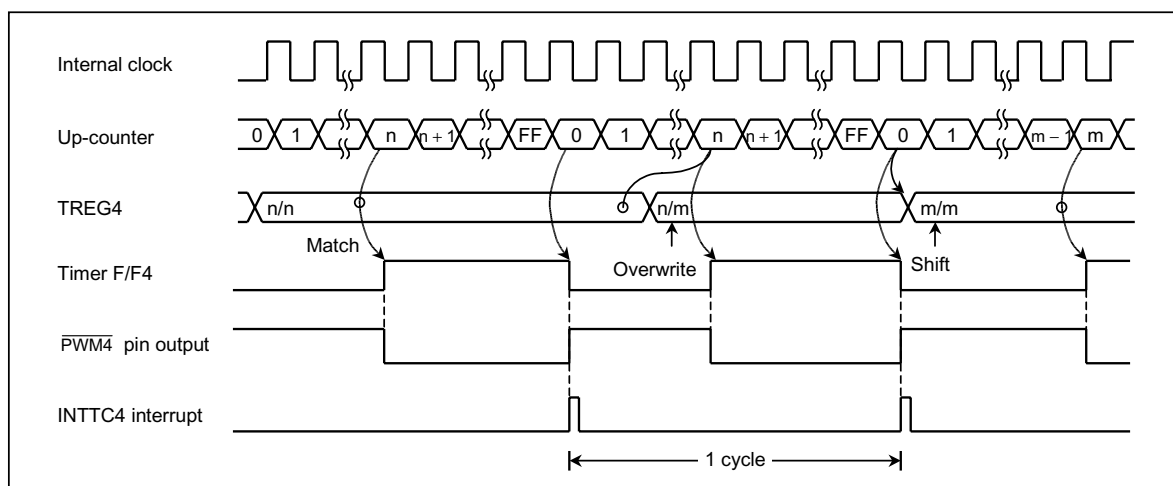 Internal clock
Up-counter
0 1 n n + 1 FF 0 1 n n + 1 FF 0 1 m – 1 m
TREG4
n/n n/m m/m
Match
Overwrite
Shift
Timer F/F4
PWM4 pin output
INTTC4 interrupt
1 cycle